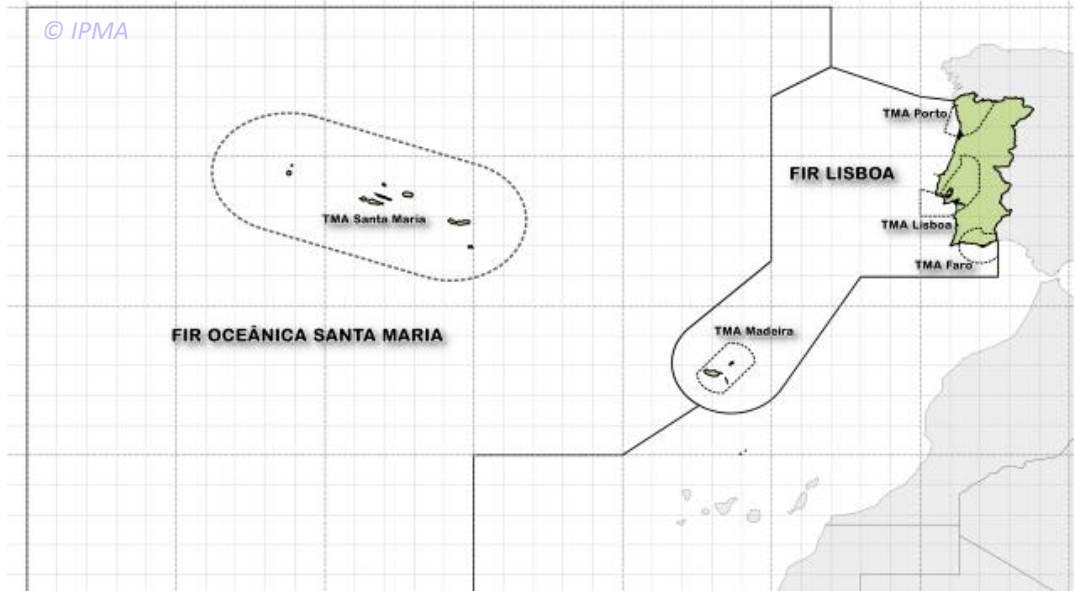 © IPMA
TMA Porto
FIR LISBOA
TMA Santa Maria
TMA Lisboa
TMA Faro
FIR OCEÂNICA SANTA MARIA
TMA Madeira